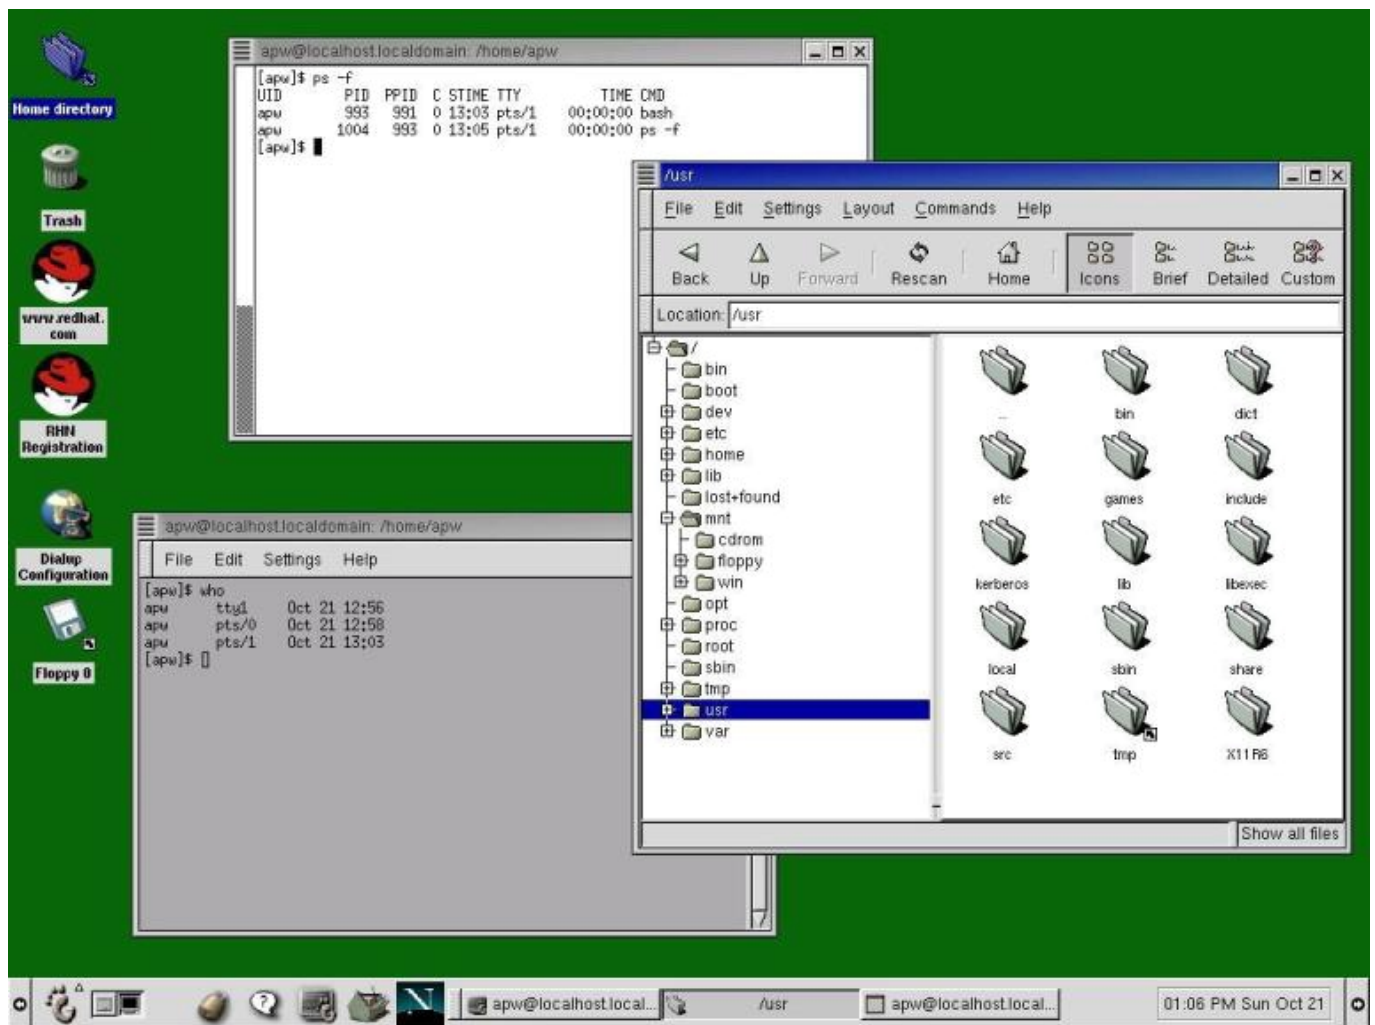 Home directory
Trash
www.redhat.
com
RHN
Registration
Dialup
Configuration
Floppy 0
apw@localhost.localdomain: /home/apw
[apw]$ ps -f
UID PID PPID C STIME TTY TIME CMD
apw 993 991 0 13:03 pts/1 00:00:00 bash
apw 1004 993 0 13:05 pts/1 00:00:00 ps -f
[apw]$
/usr
File Edit Settings Layout Commands Help
Back Up Forward Rescan Home Icons Brief Detailed Custom
Location: /usr
/
bin
boot
dev
etc
home
lib
lost+found
mnt
cdrom
floppy
win
opt
proc
root
sbin
tmp
usr
var
.. bin dict
etc games include
kerberos lib libexec
local sbin share
src tmp X11R6
Show all files
apw@localhost.localdomain: /home/apw
File Edit Settings Help
[apw]$ who
apw tty1 Oct 21 12:56
apw pts/0 Oct 21 12:58
apw pts/1 Oct 21 13:03
[apw]$
N
apw@localhost.local... /usr apw@localhost.local... 01:06 PM Sun Oct 21